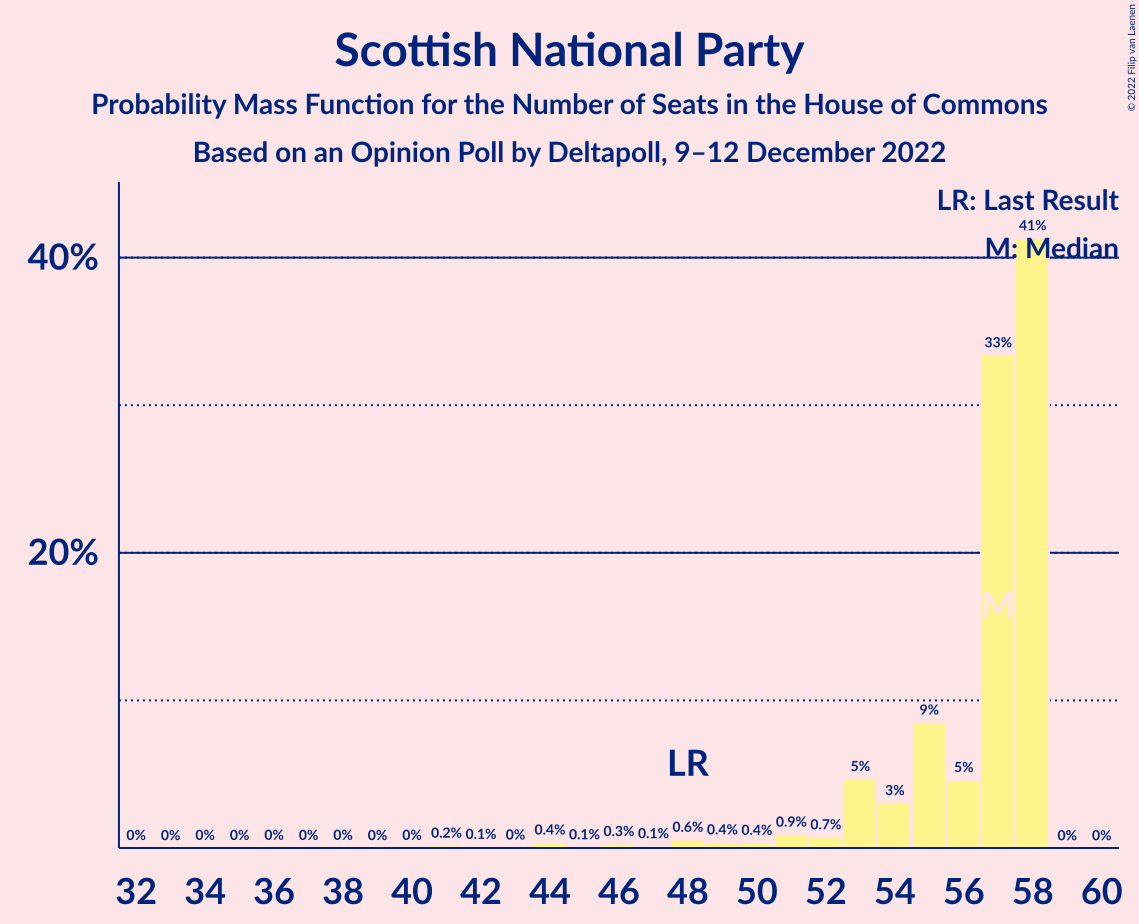 © 2022 Filip van Laenen
Scottish National Party
Probability Mass Function for the Number of Seats in the House of Commons
Based on an Opinion Poll by Deltapoll, 9–12 December 2022
LR: Last Result
41%
M: Median
40%
33%
20%
M
9%
LR
5% 3% 5%
0% 0% 0% 0% 0% 0% 0% 0% 0% 0.2% 0.1% 0% 0.4% 0.1% 0.3% 0.1% 0.6% 0.4% 0.4% 0.9% 0.7% 0% 0%
32 34 36 38 40 42 44 46 48 50 52 54 56 58 60